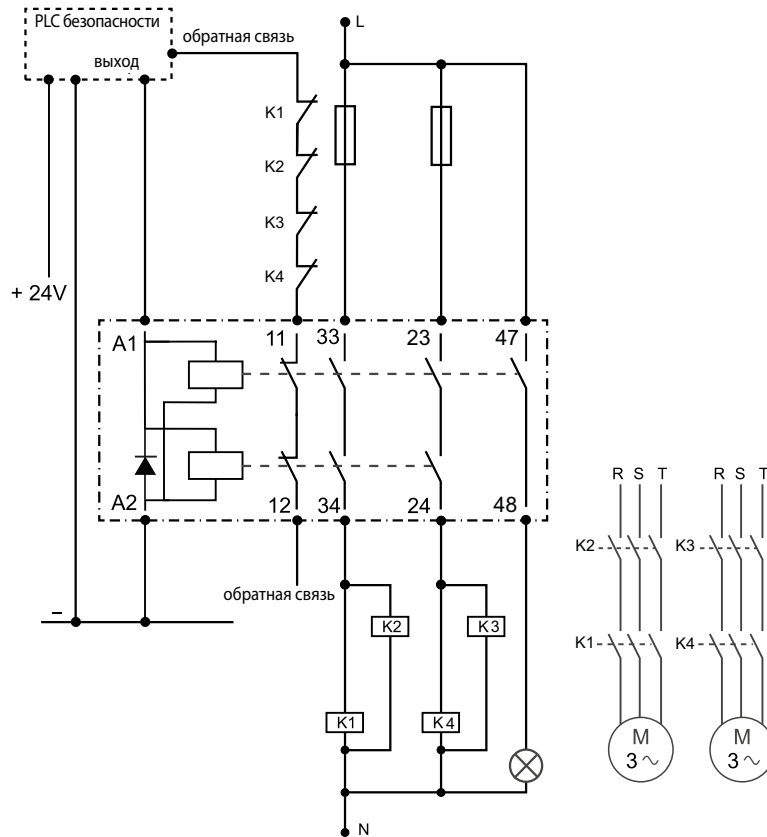 PLC безопасности
выход
обратная связь
L
K1
K2
K3
K4
+ 24V
A1
11
33
23
47
A2
12
34
24
48
обратная связь
–
K2
K3
K1
K4
N
R S T
R S T
K2
K3
K1
K4
M
3 ~
M
3 ~